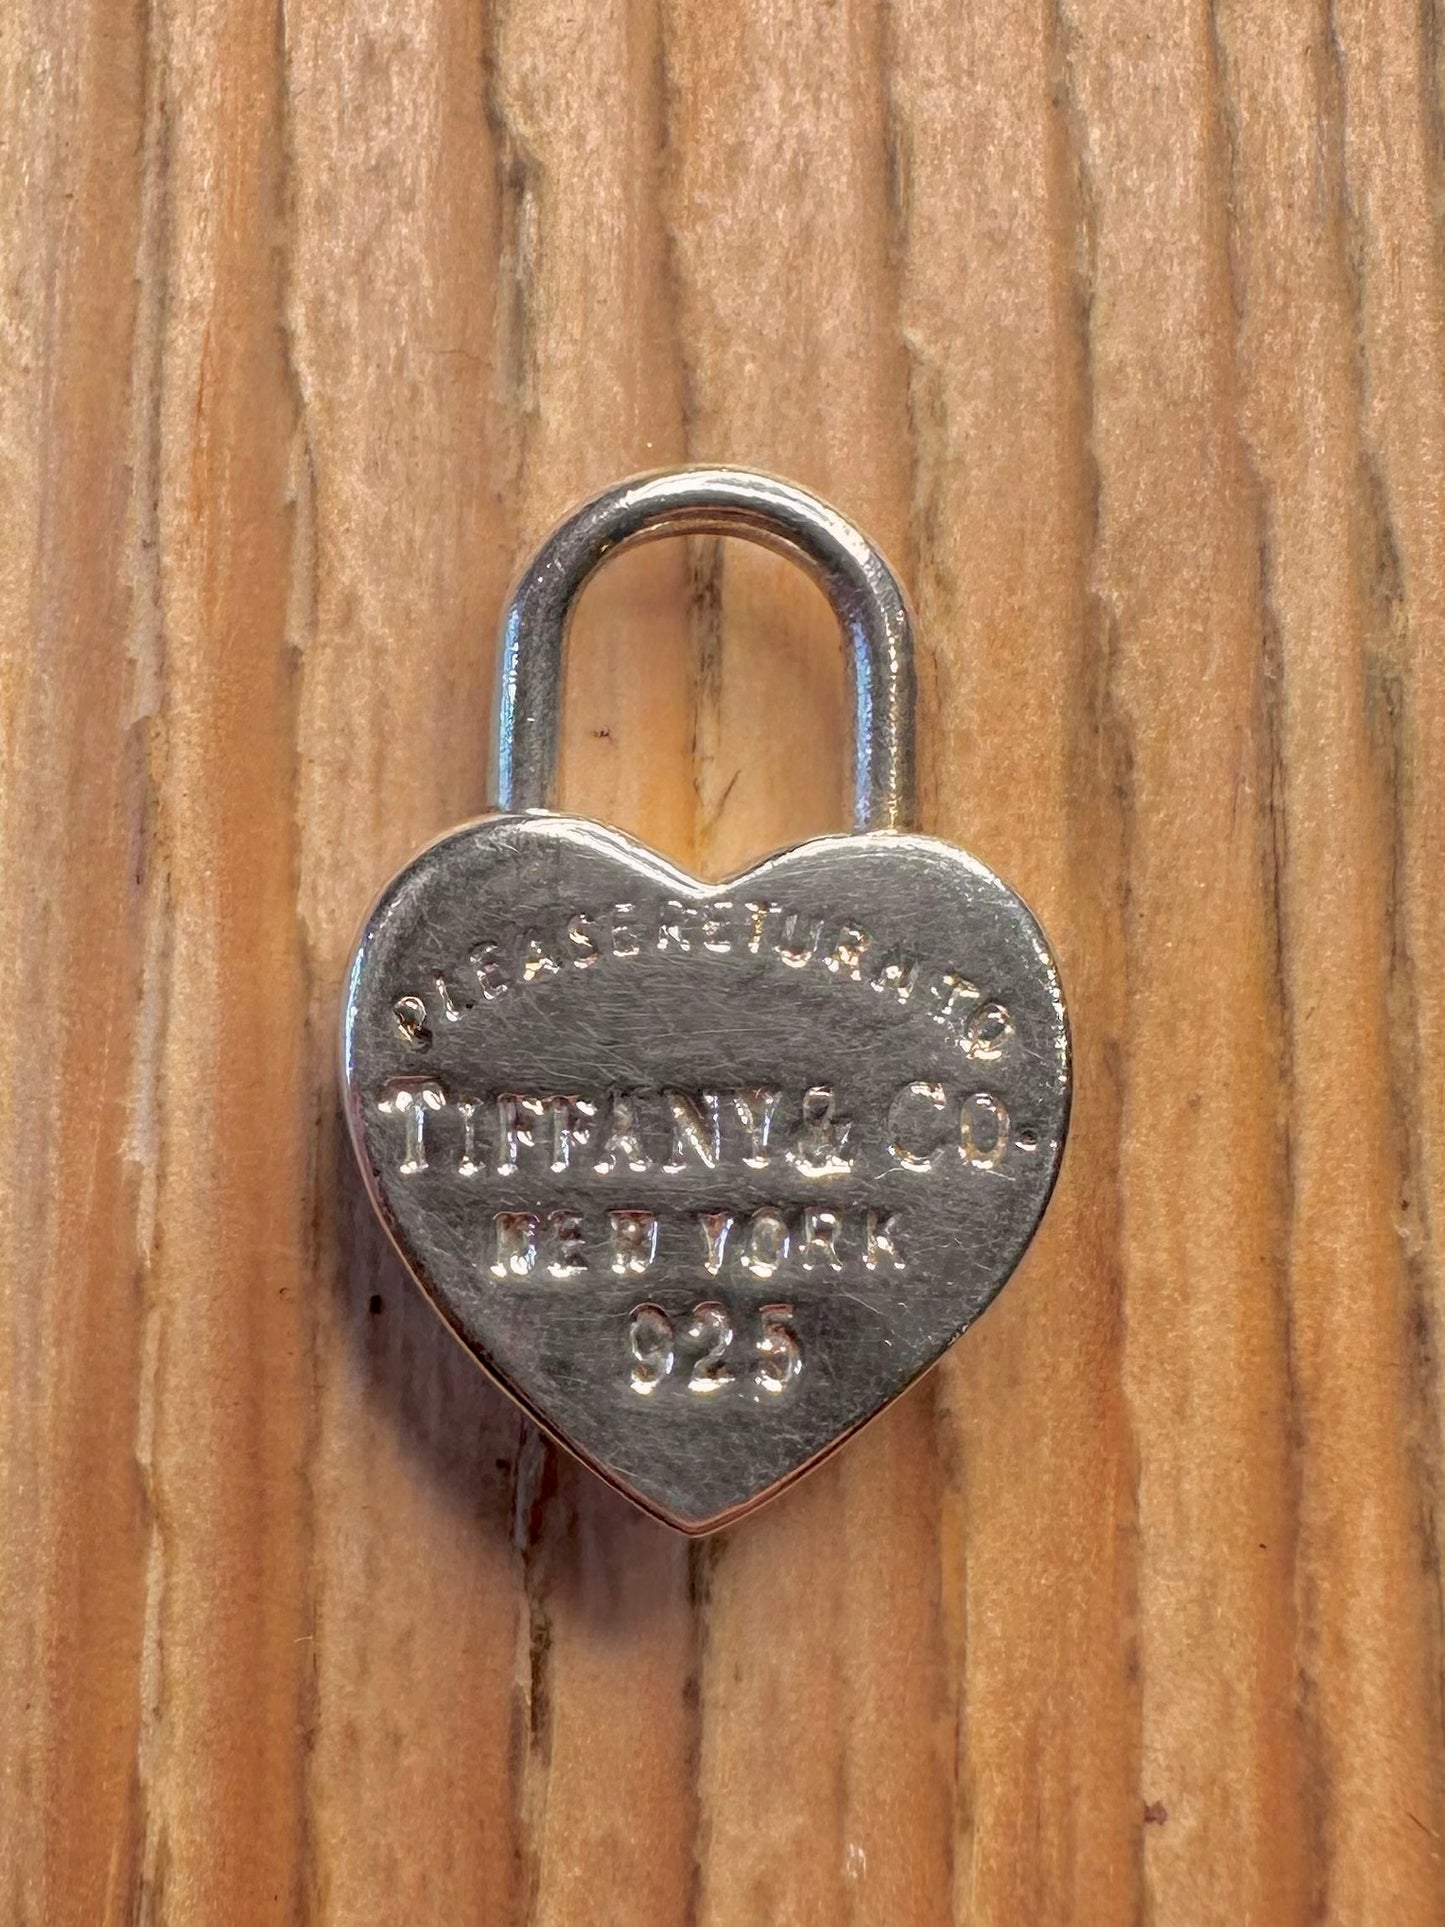 PLEASE RETURN TO
TIFFANY & CO.
NEW YORK
925